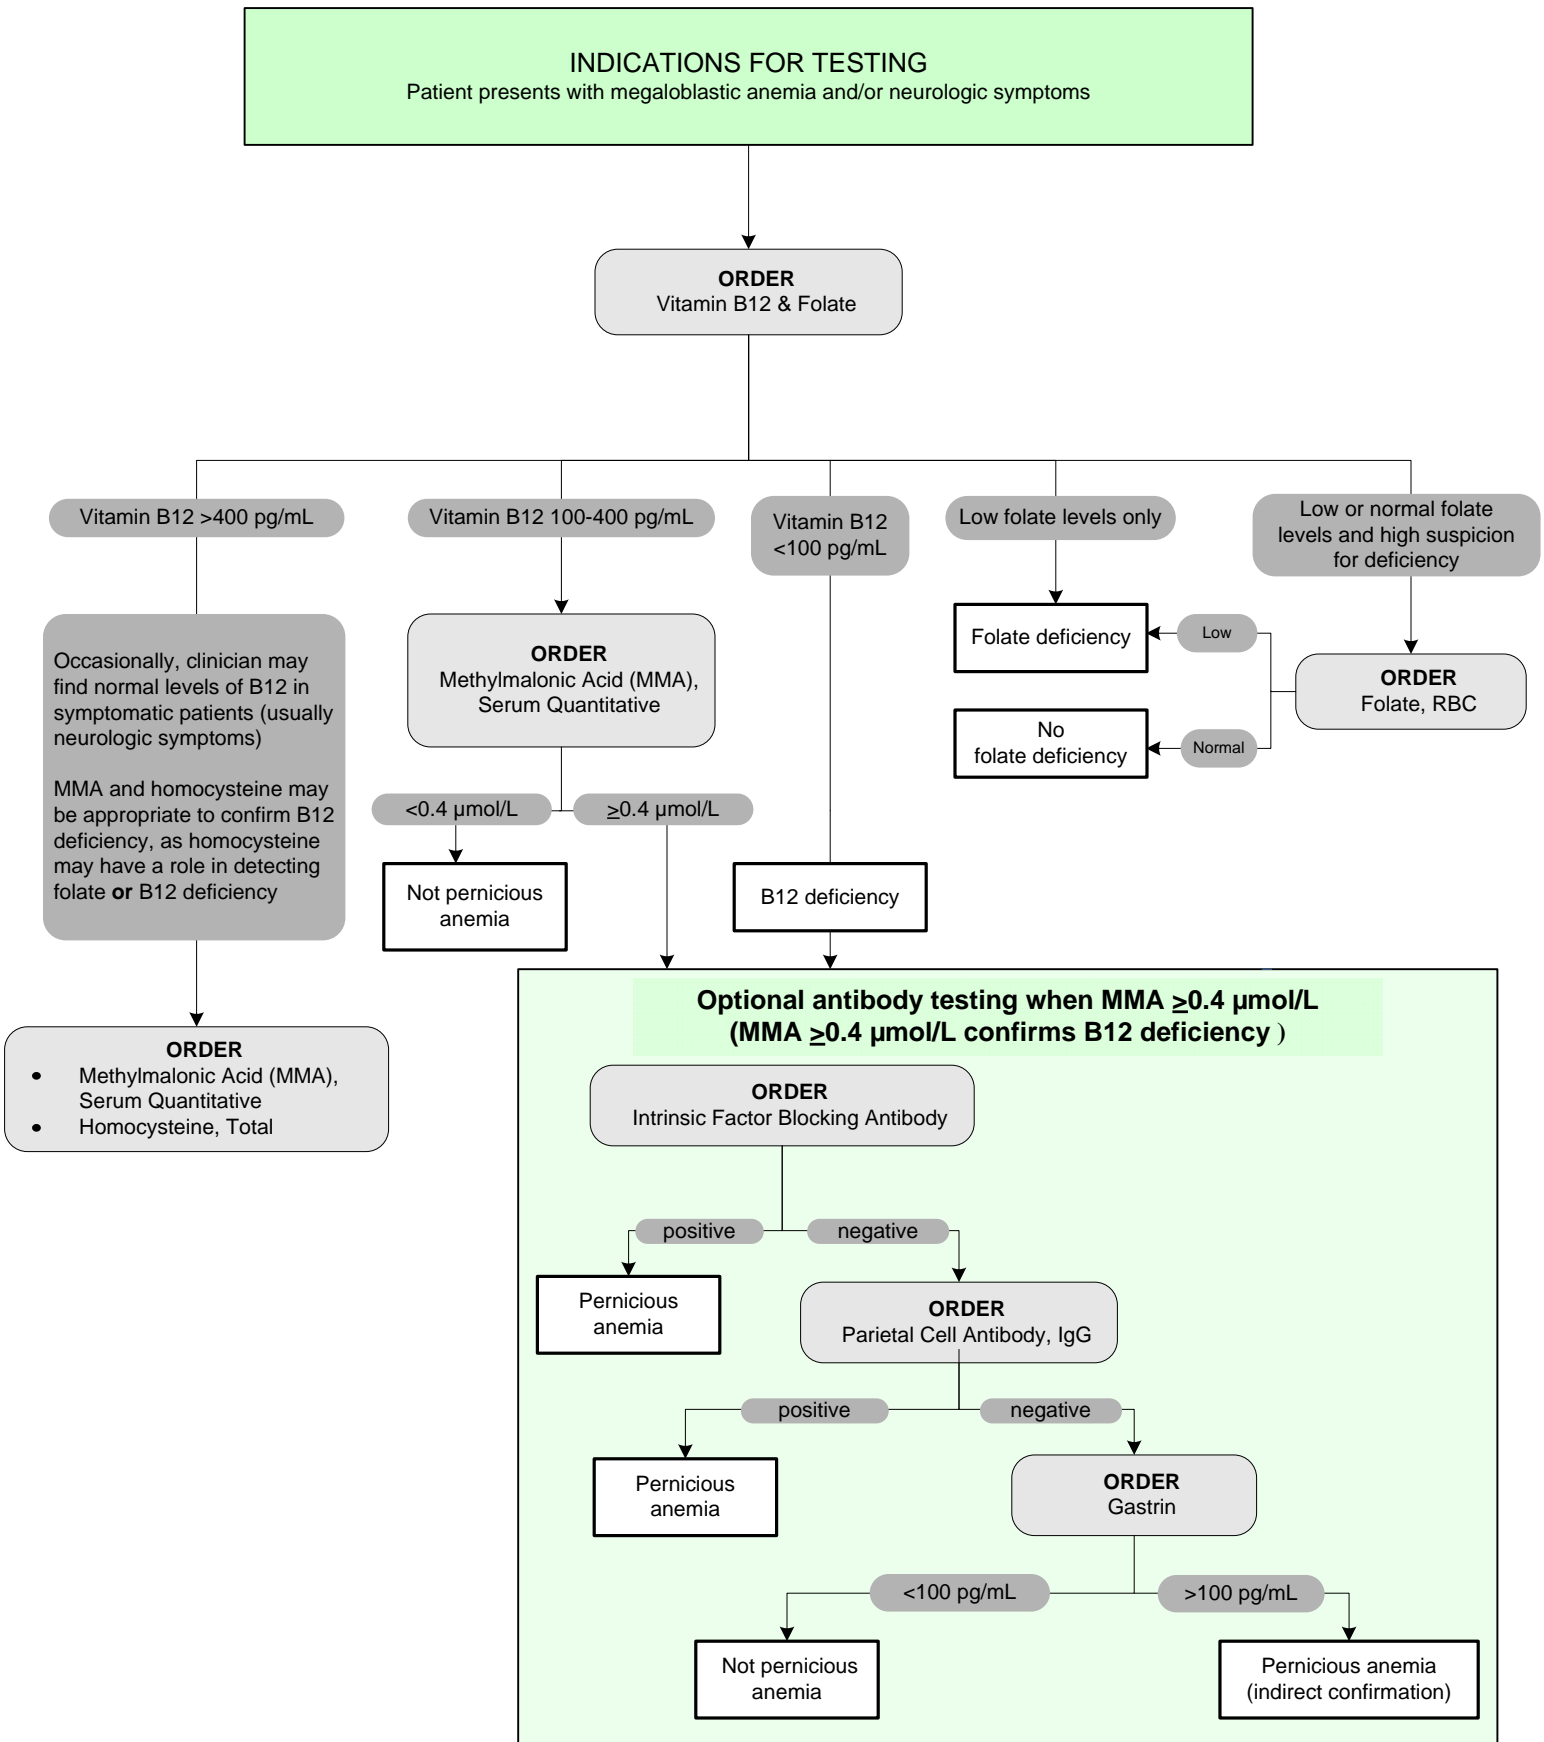 INDICATIONS FOR TESTING
Patient presents with megaloblastic anemia and/or neurologic symptoms
ORDER
Vitamin B12 & Folate
Vitamin B12 >400 pg/mL
Vitamin B12 100-400 pg/mL
Vitamin B12
<100 pg/mL
Low folate levels only
Low or normal folate
levels and high suspicion
for deficiency
Occasionally, clinician may
find normal levels of B12 in
symptomatic patients (usually
neurologic symptoms)
MMA and homocysteine may
be appropriate to confirm B12
deficiency, as homocysteine
may have a role in detecting
folate or B12 deficiency
ORDER
Methylmalonic Acid (MMA),
Serum Quantitative
Folate deficiency
Low
ORDER
Folate, RBC
No
folate deficiency
Normal
<0.4 µmol/L
≥0.4 µmol/L
Not pernicious
anemia
B12 deficiency
ORDER
• Methylmalonic Acid (MMA),
Serum Quantitative
• Homocysteine, Total
Optional antibody testing when MMA ≥0.4 µmol/L
(MMA ≥0.4 µmol/L confirms B12 deficiency )
ORDER
Intrinsic Factor Blocking Antibody
positive
negative
Pernicious
anemia
ORDER
Parietal Cell Antibody, IgG
positive
negative
Pernicious
anemia
ORDER
Gastrin
<100 pg/mL
>100 pg/mL
Not pernicious
anemia
Pernicious anemia
(indirect confirmation)